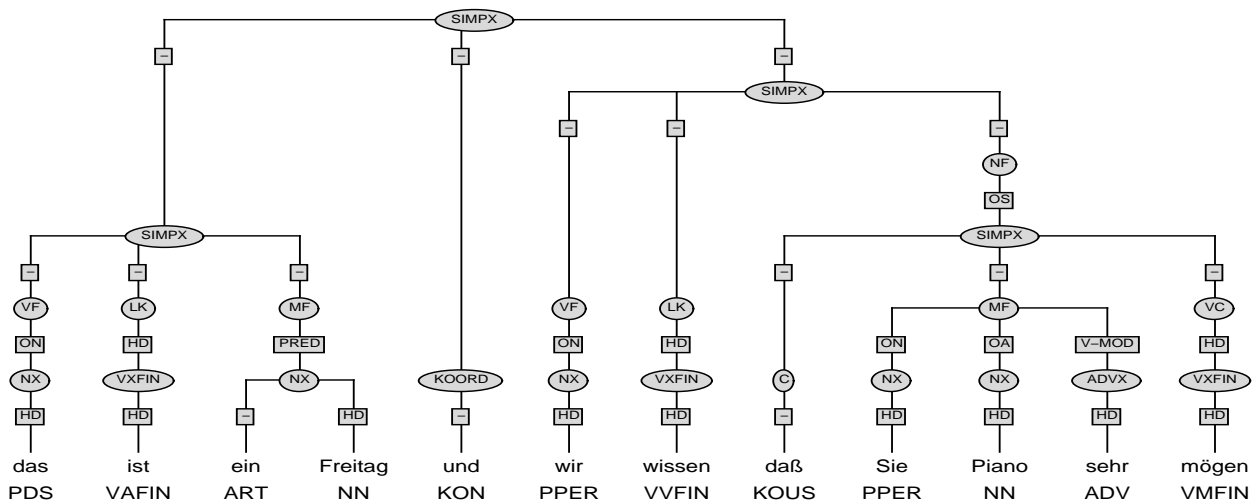 SIMPX
– – –
SIMPX
– – –
NF
OS
SIMPX SIMPX
– – – – – –
VF LK MF VF LK MF VC
ON HD PRED ON HD ON OA V–MOD HD
NX VXFIN NX KOORD NX VXFIN C NX NX ADVX VXFIN
HD HD – HD – HD HD – HD HD HD HD
das ist ein Freitag und wir wissen daß Sie Piano sehr mögen
PDS VAFIN ART NN KON PPER VVFIN KOUS PPER NN ADV VMFIN